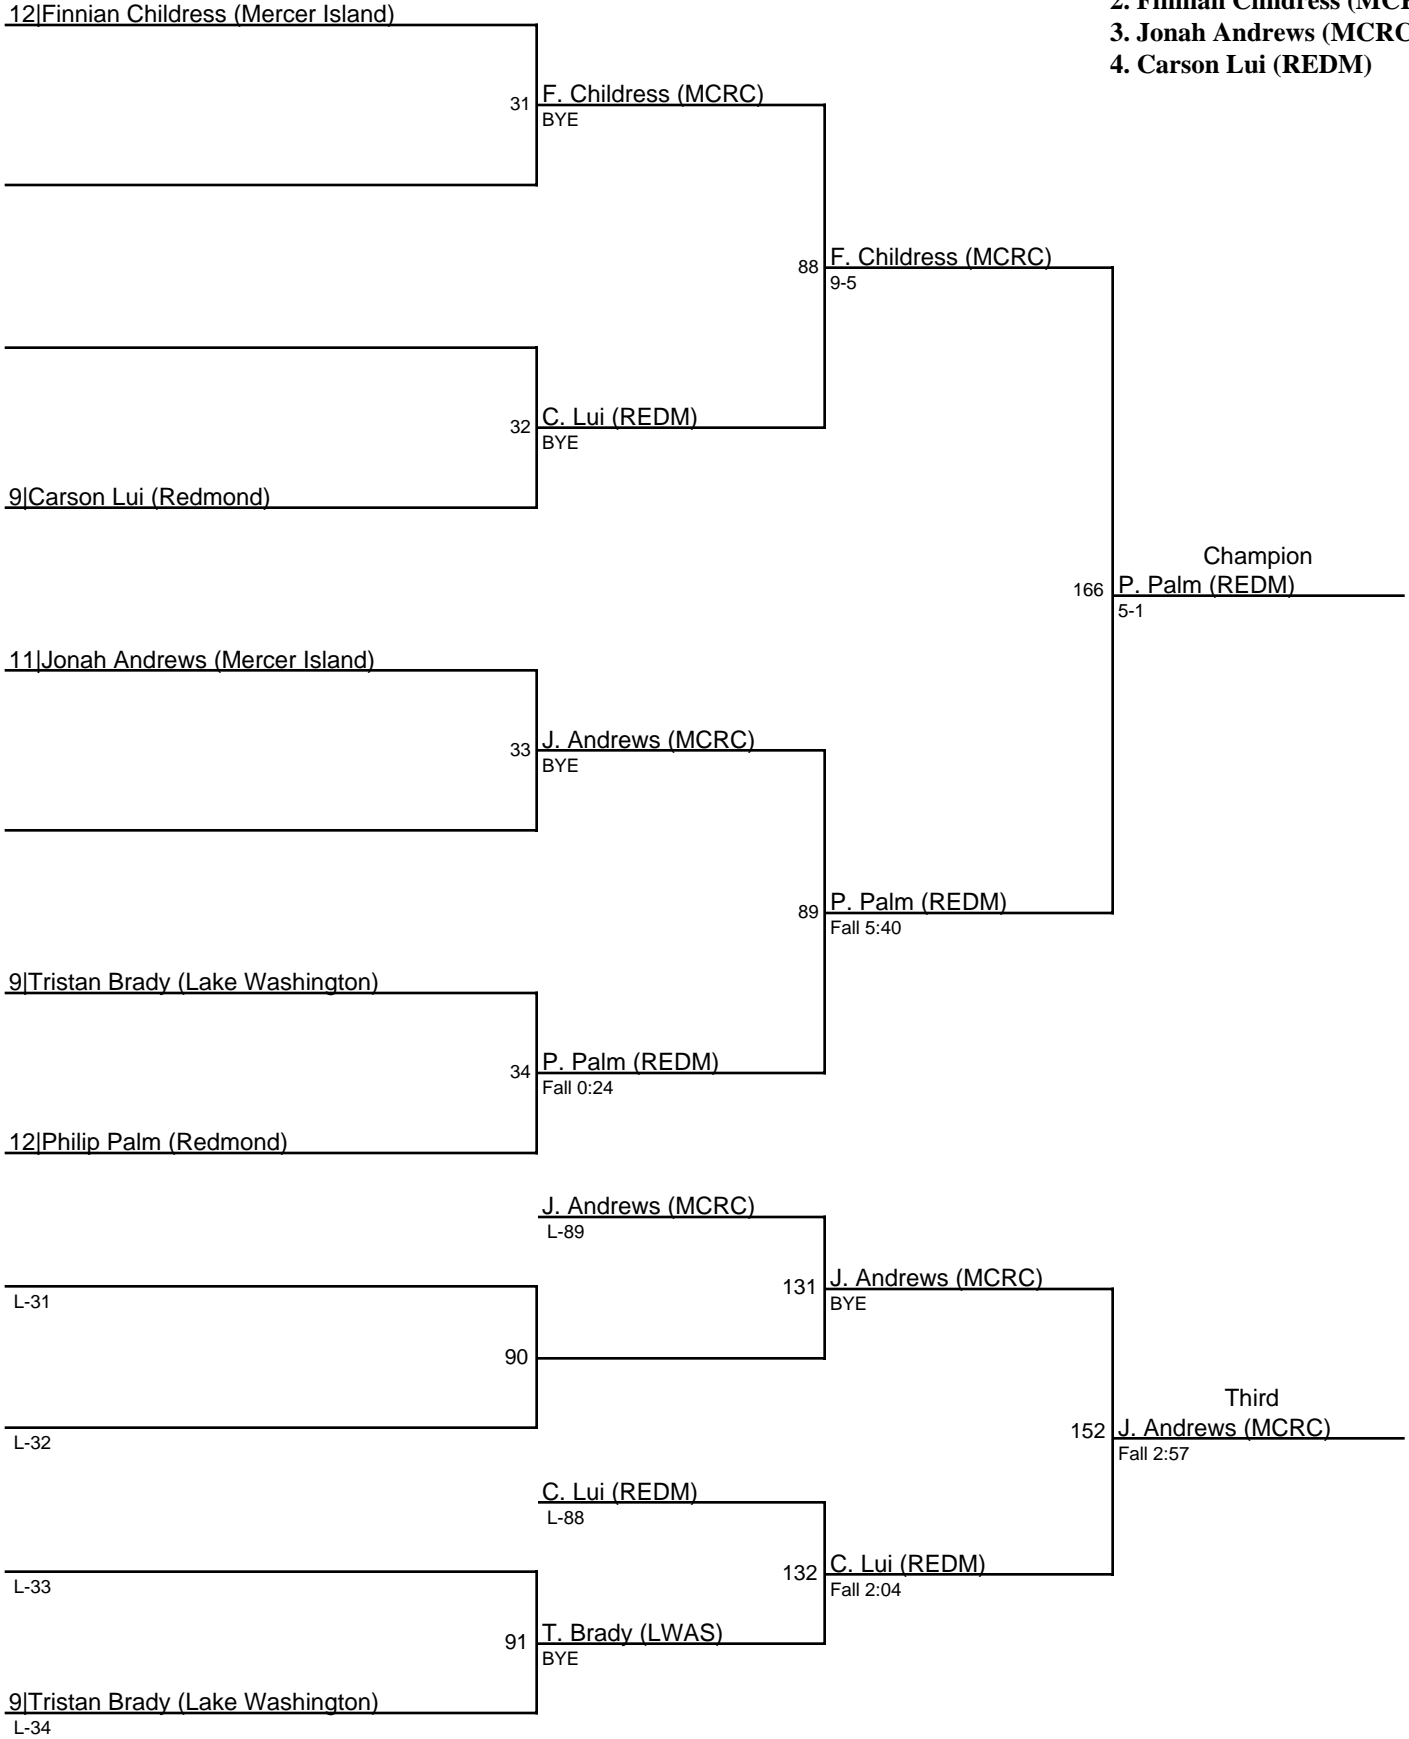 12|Finnian Childress (Mercer Island)
2. Finnian Childress (MCR
3. Jonah Andrews (MCRC
4. Carson Lui (REDM)
31 F. Childress (MCRC)
BYE
88 F. Childress (MCRC)
9-5
32 C. Lui (REDM)
BYE
9|Carson Lui (Redmond)
Champion
166 P. Palm (REDM)
5-1
11|Jonah Andrews (Mercer Island)
33 J. Andrews (MCRC)
BYE
89 P. Palm (REDM)
Fall 5:40
9|Tristan Brady (Lake Washington)
34 P. Palm (REDM)
Fall 0:24
12|Philip Palm (Redmond)
J. Andrews (MCRC)
L-89
131 J. Andrews (MCRC)
BYE
L-31
90
L-32
Third
152 J. Andrews (MCRC)
Fall 2:57
C. Lui (REDM)
L-88
132 C. Lui (REDM)
Fall 2:04
L-33
91 T. Brady (LWAS)
BYE
9|Tristan Brady (Lake Washington)
L-34